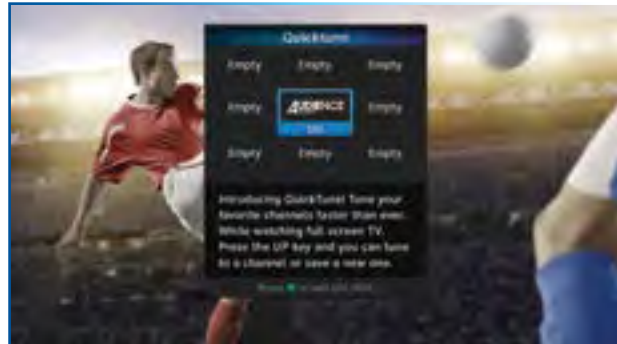 QuickTune
Empty Empty Empty
Empty AUDIENCE Empty
Empty Empty Empty
Introducing QuickTune! Tune your
favorite channels faster than ever.
While watching full screen TV.
Press the UP key and you can tune
to a channel or save a new one.
Press